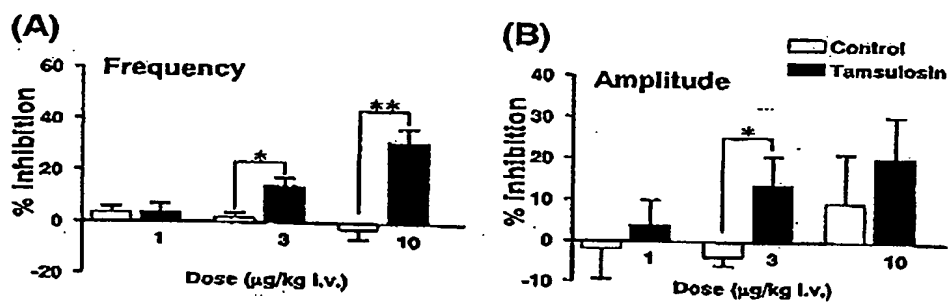 (A)
Frequency
% Inhibition
60
40
20
0
-20
*
**
1 3 10
Dose (μg/kg i.v.)
(B)
Control
Tamsulosin
Amplitude
% Inhibition
40
30
20
10
0
-10
*
1 3 10
Dose (μg/kg i.v.)